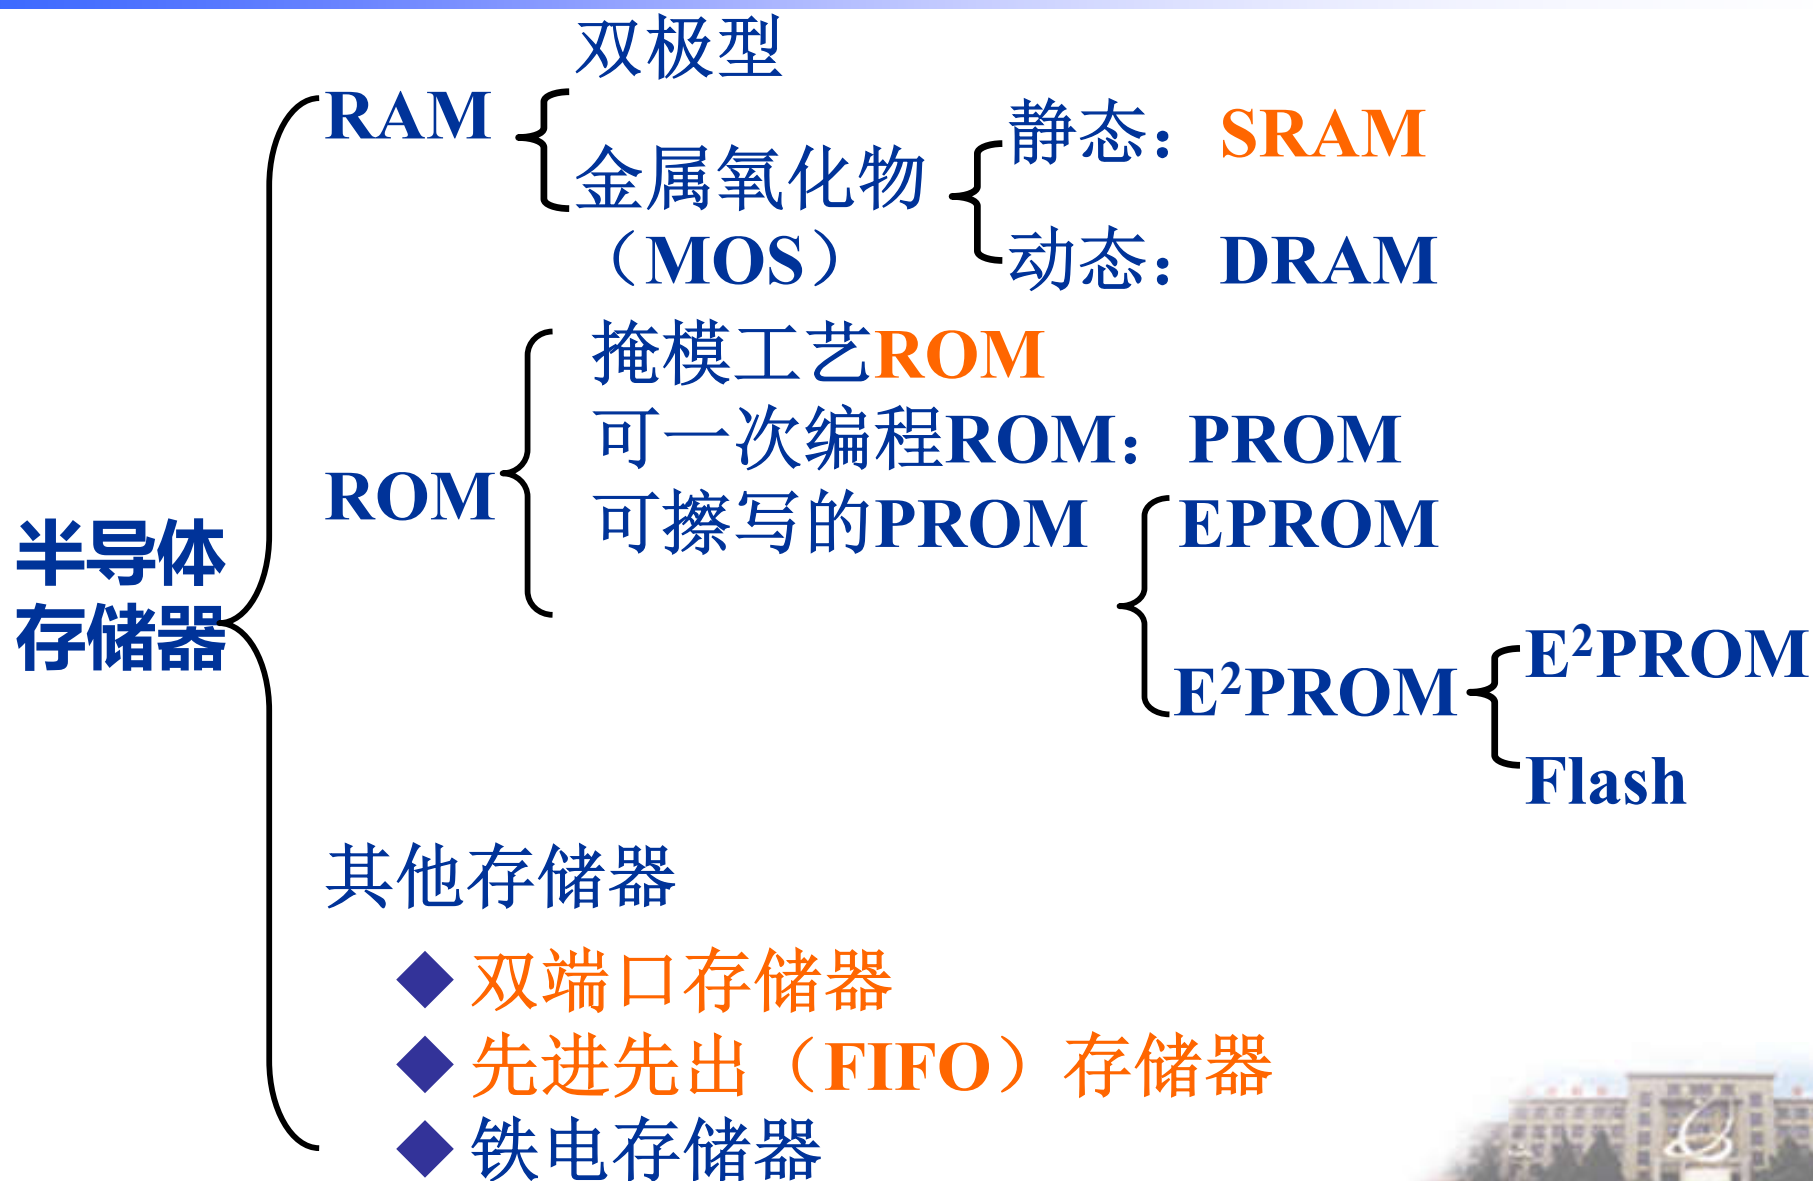 双极型
RAM
静态：SRAM
金属氧化物
（MOS）
动态：DRAM
掩模工艺ROM
可一次编程ROM：PROM
ROM
可擦写的PROM
EPROM
半导体
存储器
E²PROM
E²PROM
Flash
其他存储器
双端口存储器
先进先出（FIFO）存储器
铁电存储器